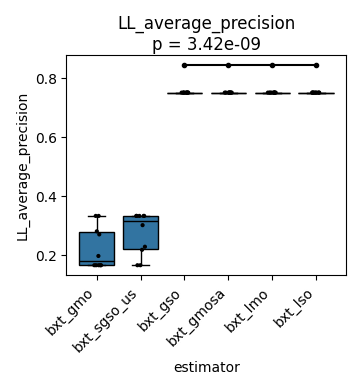 LL_average_precision
p = 3.42e-09
LL_average_precision
0.8
0.6
0.4
0.2
bxt_gmo
bxt_sgso_us
bxt_gso
bxt_gmosa
bxt_lmo
bxt_lso
estimator